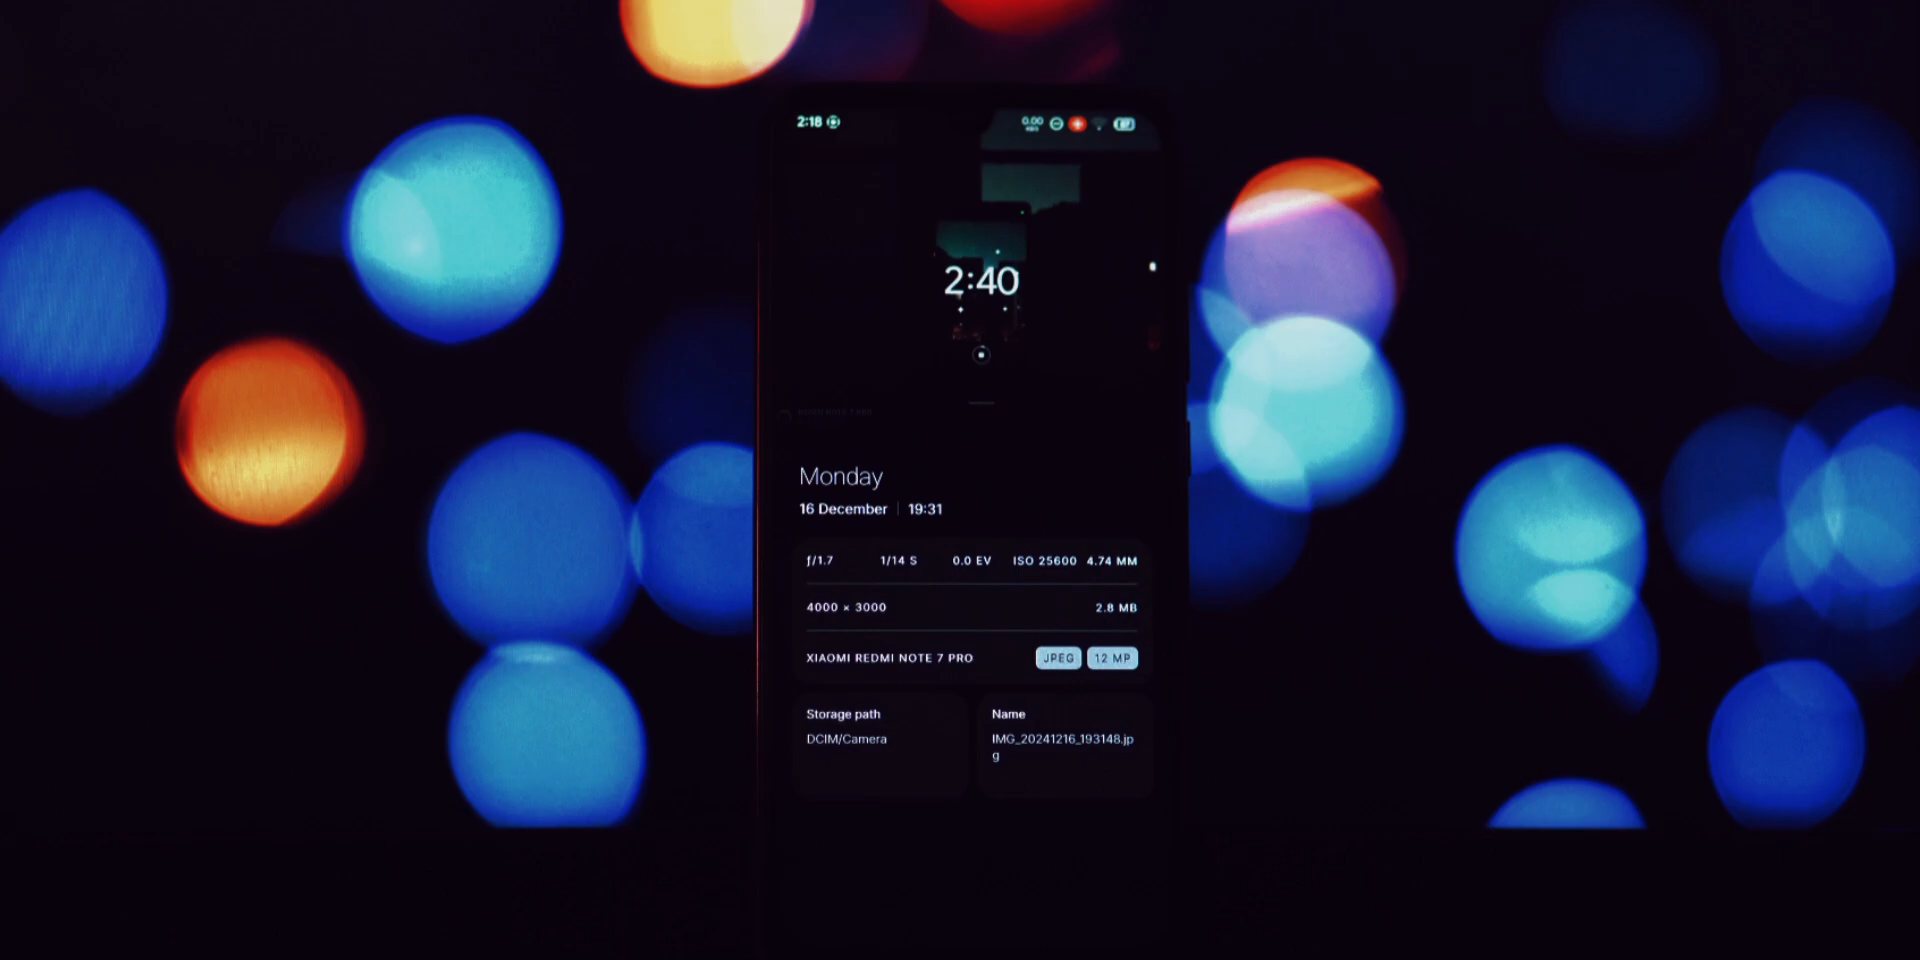 2:18
0.00
2:40
Monday
16 December | 19:31
ƒ/1.7 1/14 S 0.0 EV ISO 25600 4.74 MM
4000 × 3000 2.8 MB
XIAOMI REDMI NOTE 7 PRO JPEG 12 MP
Storage path
DCIM/Camera
Name
IMG_20241216_193148.jp
g